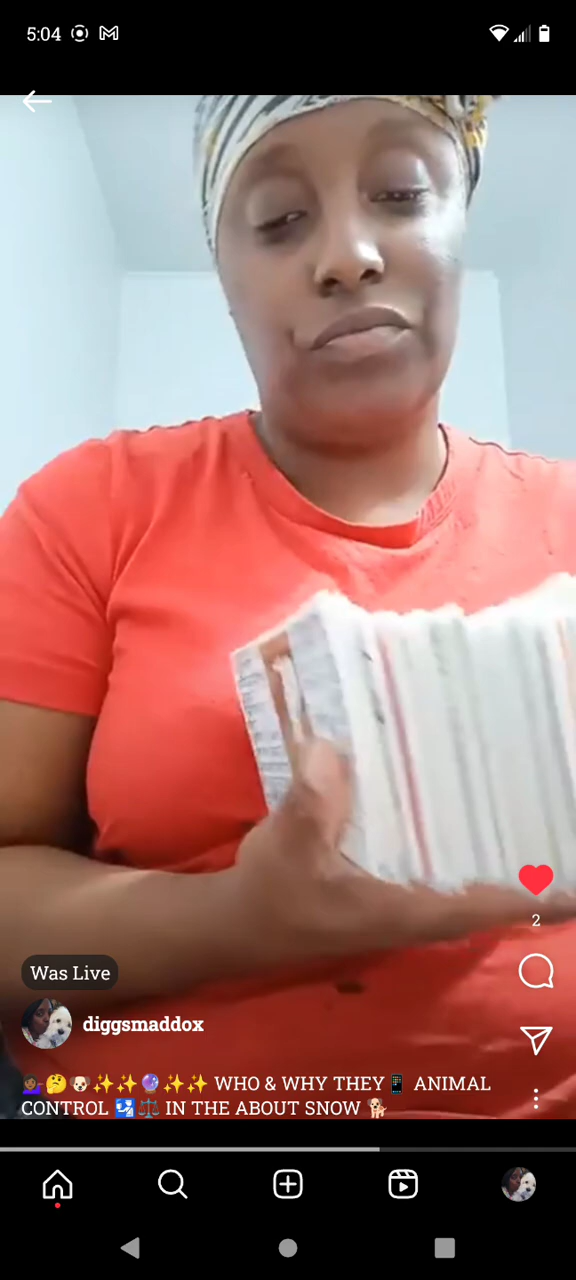 5:04
Was Live
diggsmaddox
💁🏾‍♀️🤔🐶✨✨🔮✨✨ WHO & WHY THEY📱 ANIMAL
CONTROL 🛂⚖️ IN THE ABOUT SNOW 🐕
2